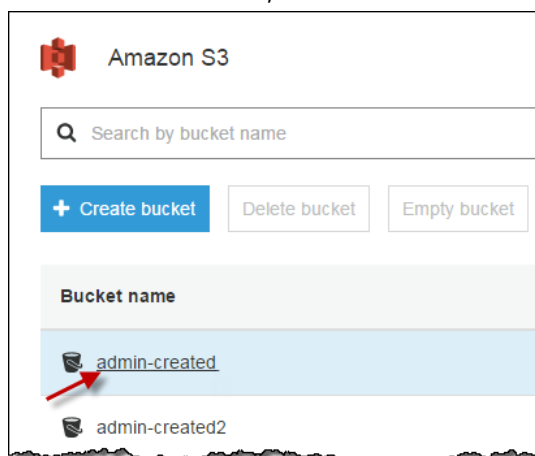 Amazon S3
Search by bucket name
+ Create bucket Delete bucket Empty bucket
Bucket name
admin-created
admin-created2